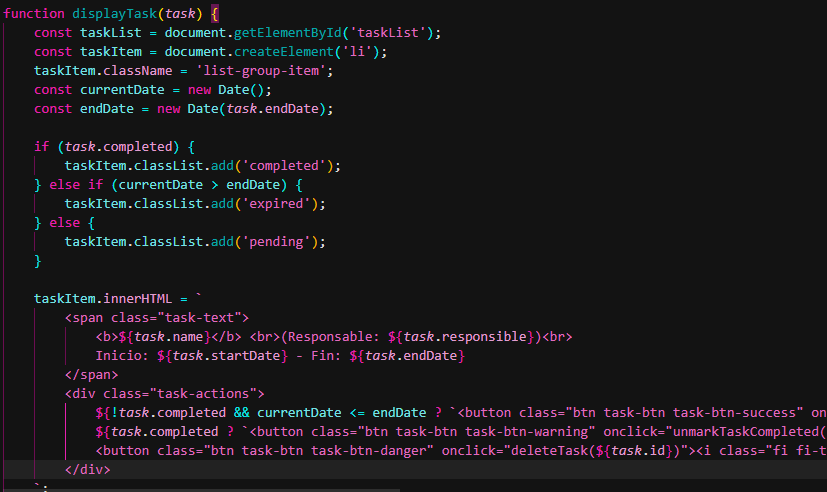 function displayTask(task) {
    const taskList = document.getElementById('taskList');
    const taskItem = document.createElement('li');
    taskItem.className = 'list-group-item';
    const currentDate = new Date();
    const endDate = new Date(task.endDate);

    if (task.completed) {
        taskItem.classList.add('completed');
    } else if (currentDate > endDate) {
        taskItem.classList.add('expired');
    } else {
        taskItem.classList.add('pending');
    }

    taskItem.innerHTML = `
        <span class="task-text">
            <b>${task.name}</b> <br>(Responsable: ${task.responsible})<br>
            Inicio: ${task.startDate} - Fin: ${task.endDate}
        </span>
        <div class="task-actions">
            ${!task.completed && currentDate <= endDate ? `<button class="btn task-btn task-btn-success" on
            ${task.completed ? `<button class="btn task-btn task-btn-warning" onclick="unmarkTaskCompleted(
            <button class="btn task-btn task-btn-danger" onclick="deleteTask(${task.id})"><i class="fi fi-t
        </div>
    `;